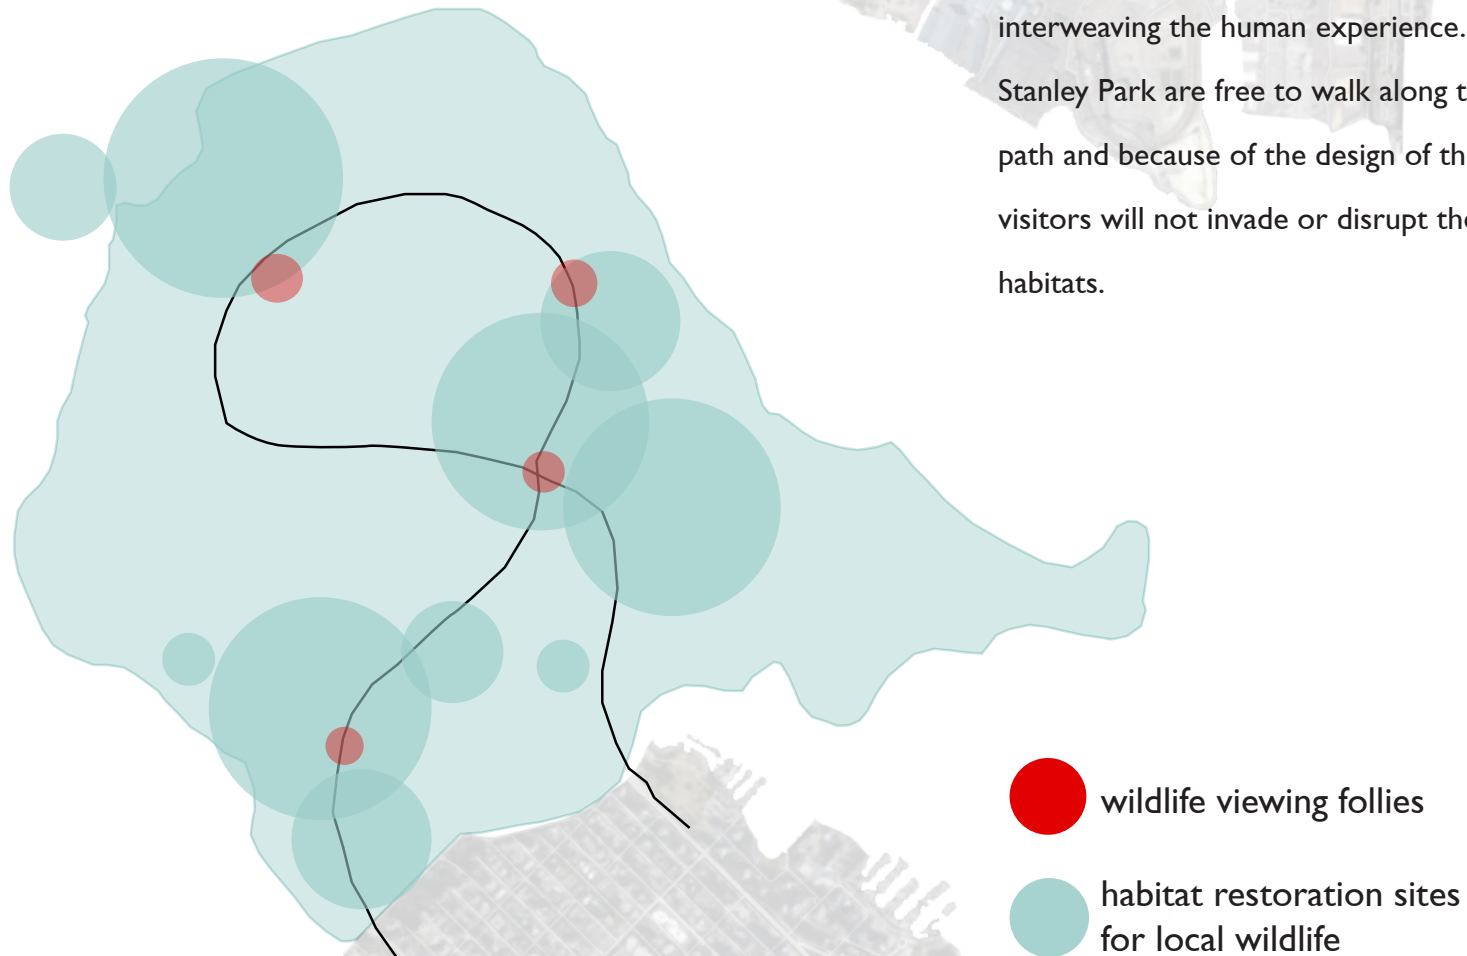 interweaving the human experience.
Stanley Park are free to walk along
path and because of the design of
visitors will not invade or disrupt
habitats.
wildlife viewing follies
habitat restoration sites
for local wildlife